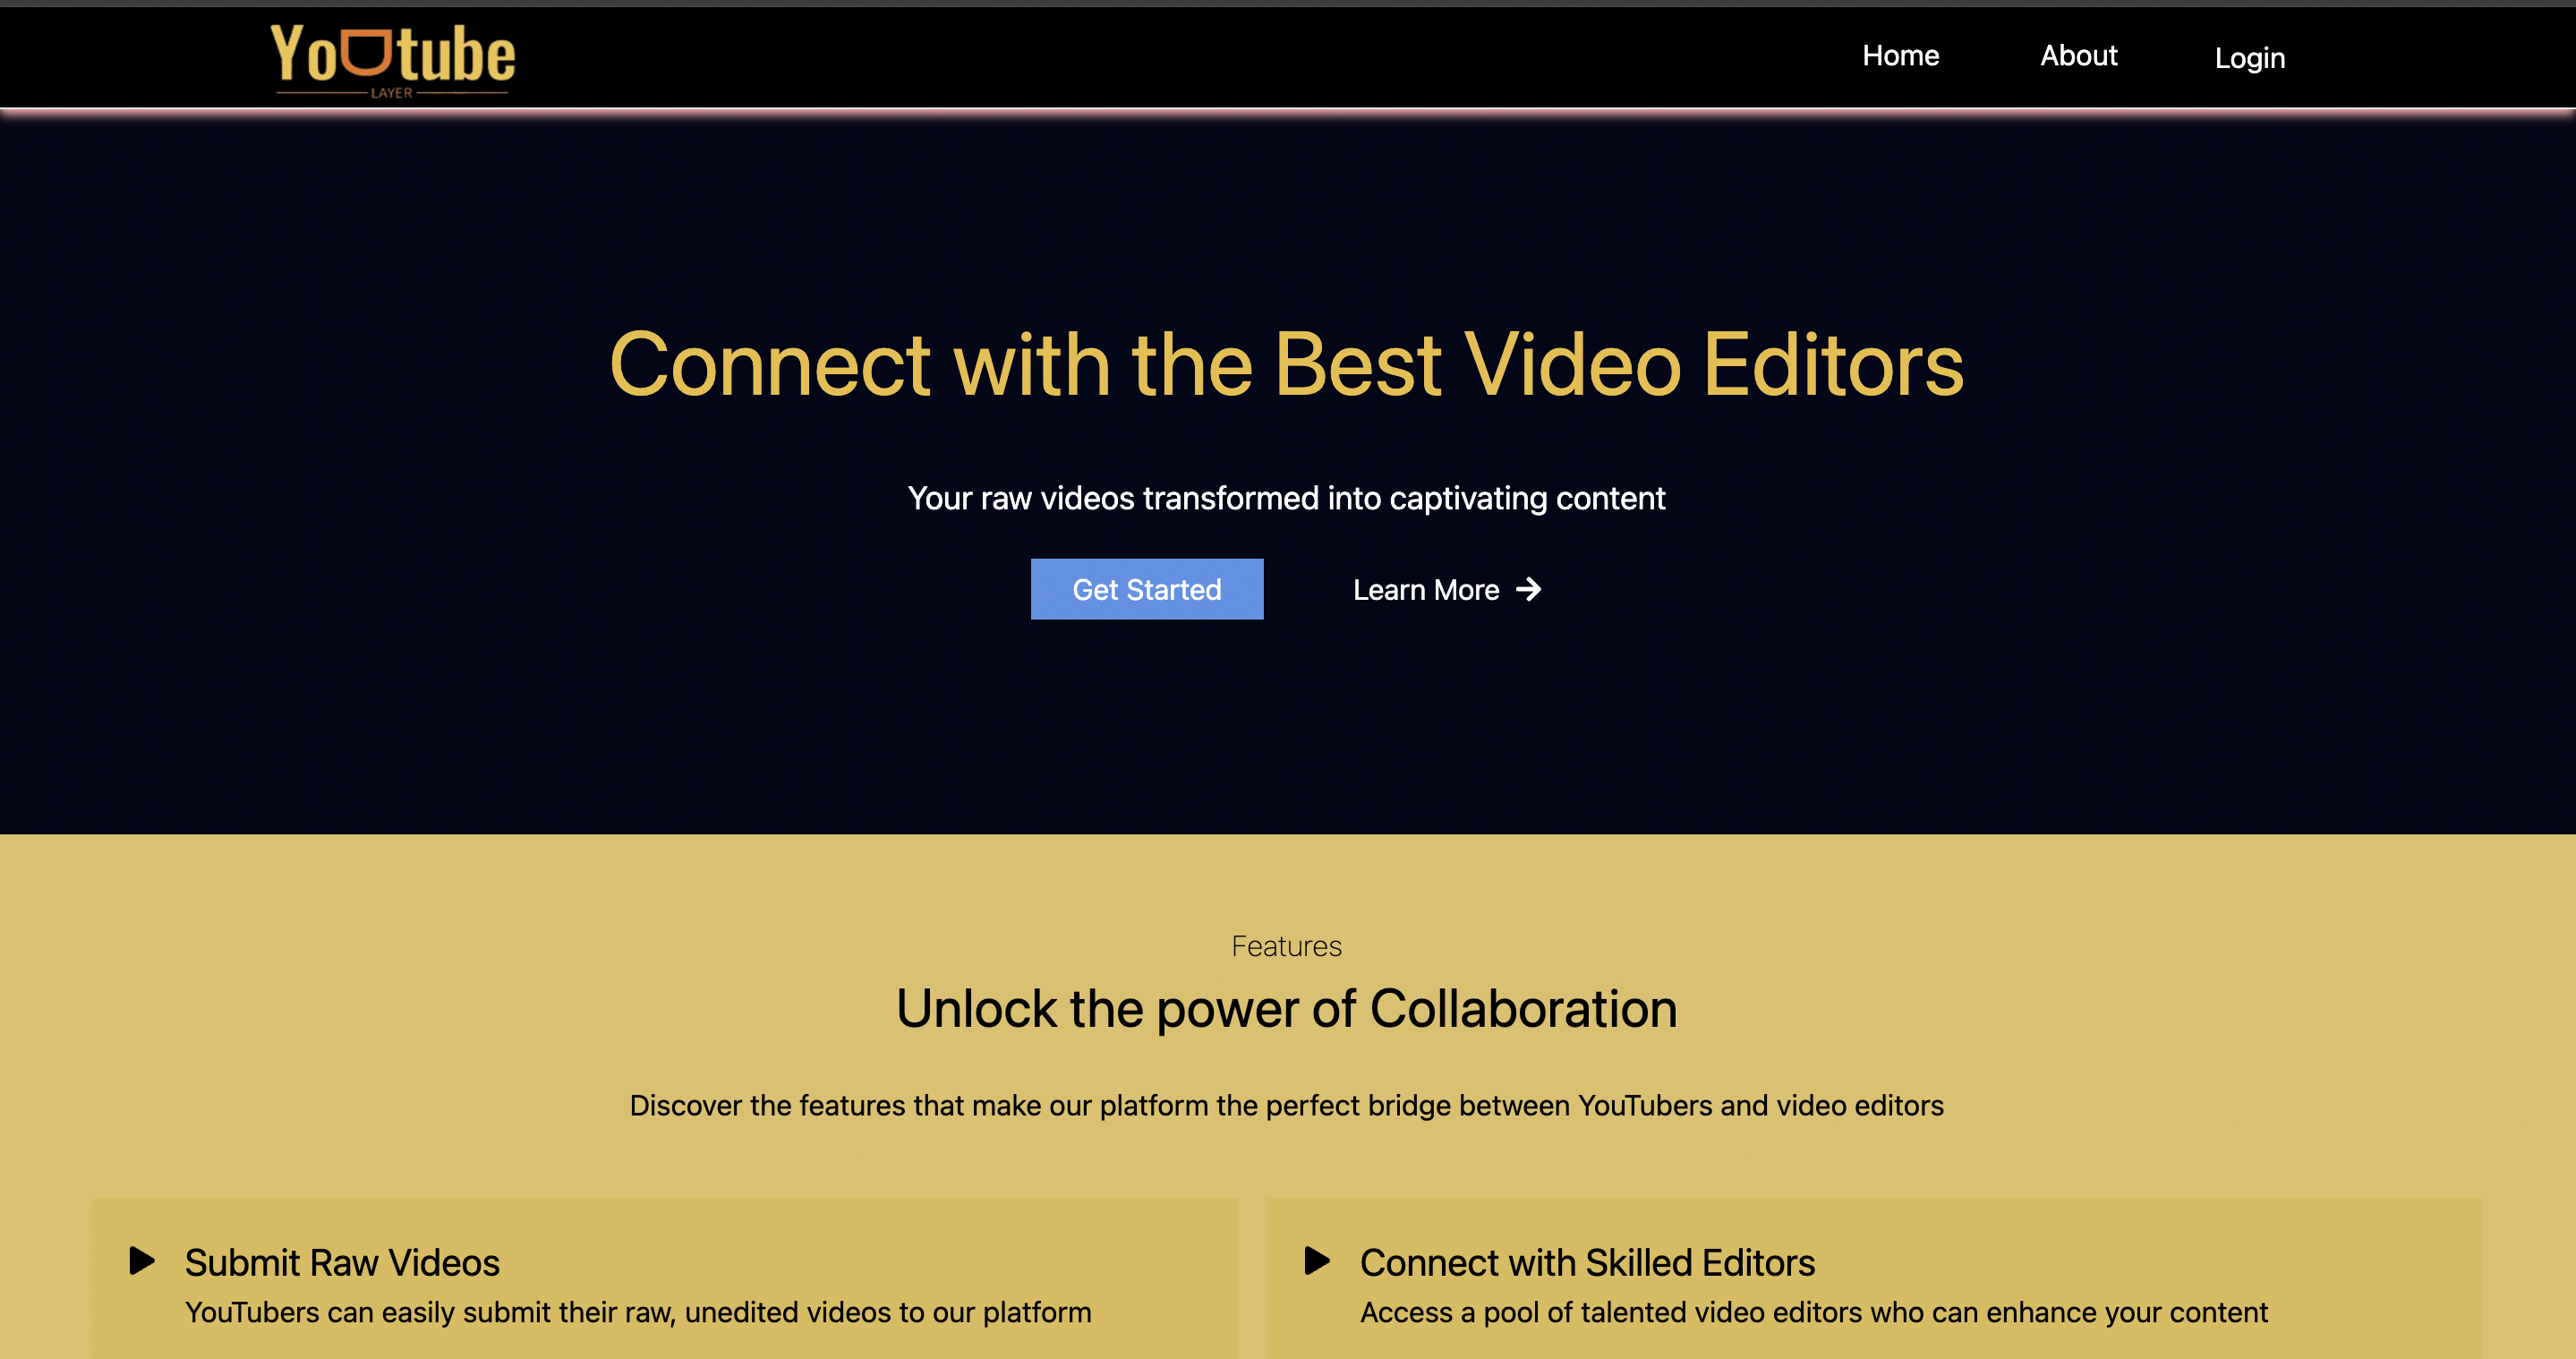 YoUtube
LAYER
Home About Login
Connect with the Best Video Editors
Your raw videos transformed into captivating content
Get Started Learn More
Features
Unlock the power of Collaboration
Discover the features that make our platform the perfect bridge between YouTubers and video editors
Submit Raw Videos
YouTubers can easily submit their raw, unedited videos to our platform
Connect with Skilled Editors
Access a pool of talented video editors who can enhance your content